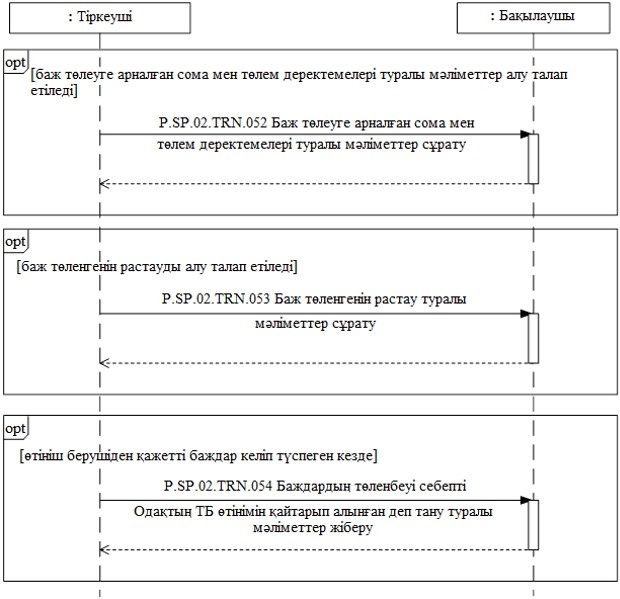 : Тіркеуші
: Бақылаушы
opt
[баж төлеуге арналған сома мен төлем деректемелері туралы мәліметтер алу талап
етіледі]
P.SP.02.TRN.052 Баж төлеуге арналған сома мен
төлем деректемелері туралы мәліметтер сұрату
opt
[баж төленгенін растауды алу талап етіледі]
P.SP.02.TRN.053 Баж төленгенін растау туралы
мәліметтер сұрату
opt
[өтініш берушіден қажетті баждар келіп түспеген кезде]
P.SP.02.TRN.054 Баждардың төленбеуі себепті
Одақтың ТБ өтінімін қайтарып алынған деп тану туралы
мәліметтер жіберу